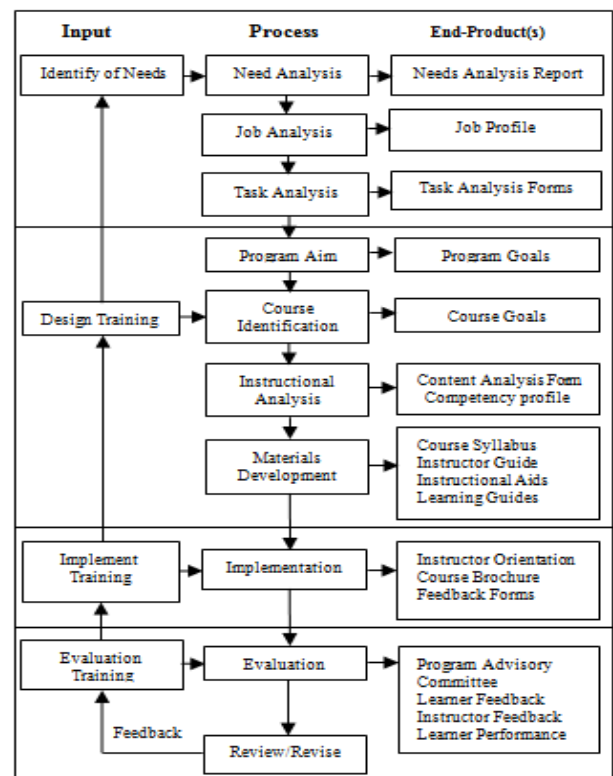 Input Process End-Product(s)
Identify of Needs Need Analysis Needs Analysis Report
Job Analysis Job Profile
Task Analysis Task Analysis Forms
Program Aim Program Goals
Design Training
Course
Identification
Course Goals
Instructional
Analysis
Content Analysis Form
Competency profile
Materials
Development
Course Syllabus
Instructor Guide
Instructional Aids
Learning Guides
Implement
Training
Implementation
Instructor Orientation
Course Brochure
Feedback Forms
Evaluation
Training
Evaluation
Program Advisory
Committee
Learner Feedback
Instructor Feedback
Learner Performance
Feedback
Review/Revise